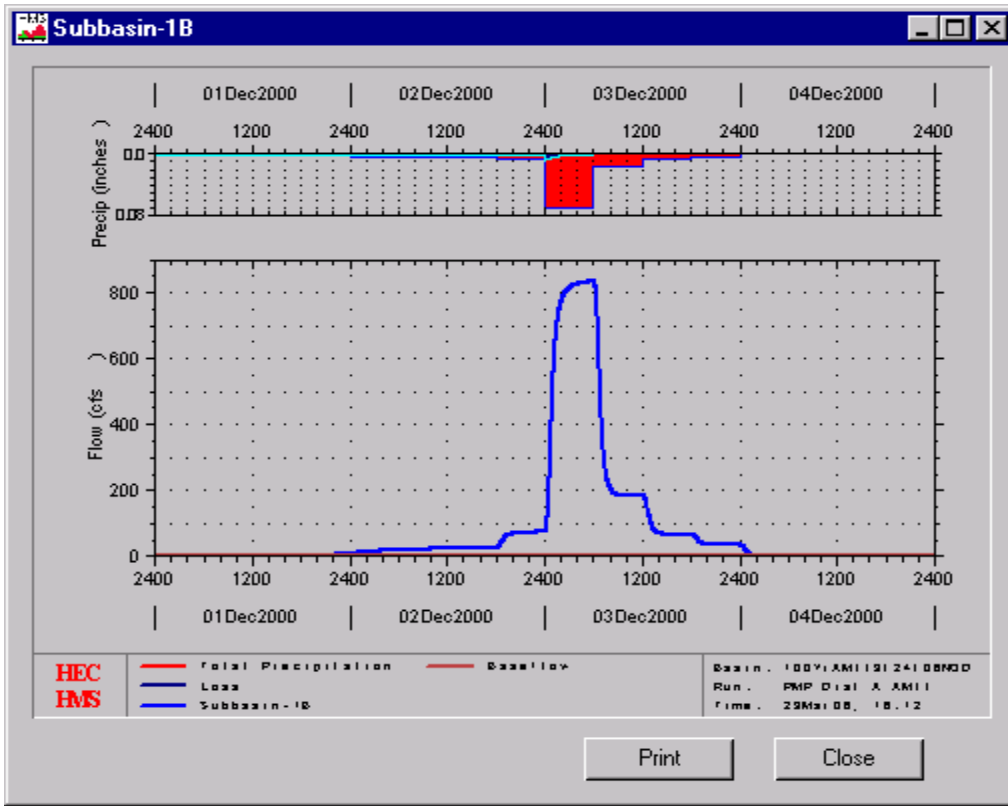 Subbasin-1B
01Dec2000 02Dec2000 03Dec2000 04Dec2000
2400 1200 2400 1200 2400 1200 2400 1200 2400
Precip (inches )
0.0
0.08
Flow (cfs )
800
600
400
200
0
2400 1200 2400 1200 2400 1200 2400 1200 2400
01Dec2000 02Dec2000 03Dec2000 04Dec2000
HEC
HMS
Total Precipitation Baseflow
Loss
Subbasin-1B
Basin:
Run: PMP
Time:
Print Close